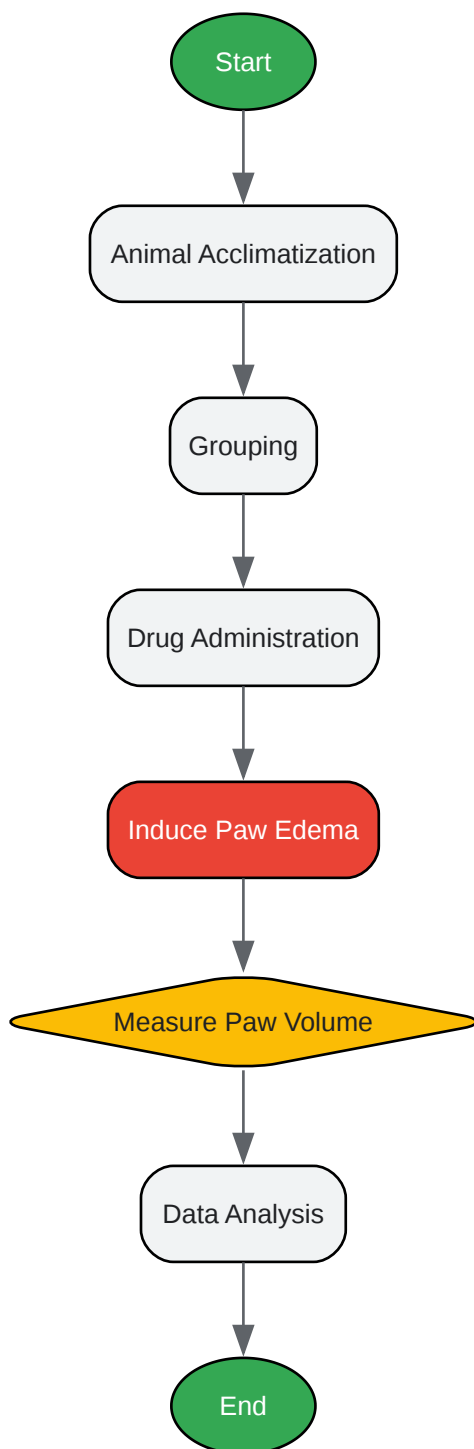 Start
Animal Acclimatization
Grouping
Drug Administration
Induce Paw Edema
Measure Paw Volume
Data Analysis
End